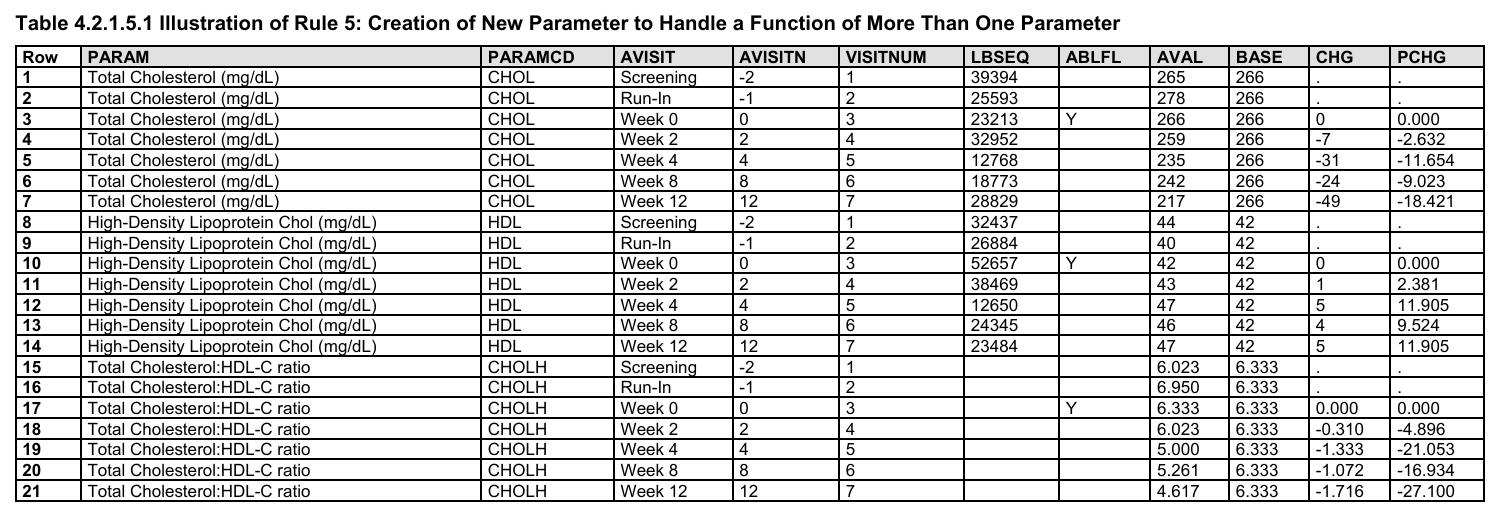 Table 4.2.1.5.1 Illustration of Rule 5: Creation of New Parameter to Handle a Function of More Than One Parameter
Row PARAM PARAMCD AVISIT AVISITN VISITNUM LBSEQ ABLFL AVAL BASE CHG PCHG
1 Total Cholesterol (mg/dL) CHOL Screening -2 1 39394 265 266 . .
2 Total Cholesterol (mg/dL) CHOL Run-In -1 2 25593 278 266 . .
3 Total Cholesterol (mg/dL) CHOL Week 0 0 3 23213 Y 266 266 0 0.000
4 Total Cholesterol (mg/dL) CHOL Week 2 2 4 32952 259 266 -7 -2.632
5 Total Cholesterol (mg/dL) CHOL Week 4 4 5 12768 235 266 -31 -11.654
6 Total Cholesterol (mg/dL) CHOL Week 8 8 6 18773 242 266 -24 -9.023
7 Total Cholesterol (mg/dL) CHOL Week 12 12 7 28829 217 266 -49 -18.421
8 High-Density Lipoprotein Chol (mg/dL) HDL Screening -2 1 32437 44 42 . .
9 High-Density Lipoprotein Chol (mg/dL) HDL Run-In -1 2 26884 40 42 . .
10 High-Density Lipoprotein Chol (mg/dL) HDL Week 0 0 3 52657 Y 42 42 0 0.000
11 High-Density Lipoprotein Chol (mg/dL) HDL Week 2 2 4 38469 43 42 1 2.381
12 High-Density Lipoprotein Chol (mg/dL) HDL Week 4 4 5 12650 47 42 5 11.905
13 High-Density Lipoprotein Chol (mg/dL) HDL Week 8 8 6 24345 46 42 4 9.524
14 High-Density Lipoprotein Chol (mg/dL) HDL Week 12 12 7 23484 47 42 5 11.905
15 Total Cholesterol:HDL-C ratio CHOLH Screening -2 1 6.023 6.333 . .
16 Total Cholesterol:HDL-C ratio CHOLH Run-In -1 2 6.950 6.333 . .
17 Total Cholesterol:HDL-C ratio CHOLH Week 0 0 3 Y 6.333 6.333 0.000 0.000
18 Total Cholesterol:HDL-C ratio CHOLH Week 2 2 4 6.023 6.333 -0.310 -4.896
19 Total Cholesterol:HDL-C ratio CHOLH Week 4 4 5 5.000 6.333 -1.333 -21.053
20 Total Cholesterol:HDL-C ratio CHOLH Week 8 8 6 5.261 6.333 -1.072 -16.934
21 Total Cholesterol:HDL-C ratio CHOLH Week 12 12 7 4.617 6.333 -1.716 -27.100